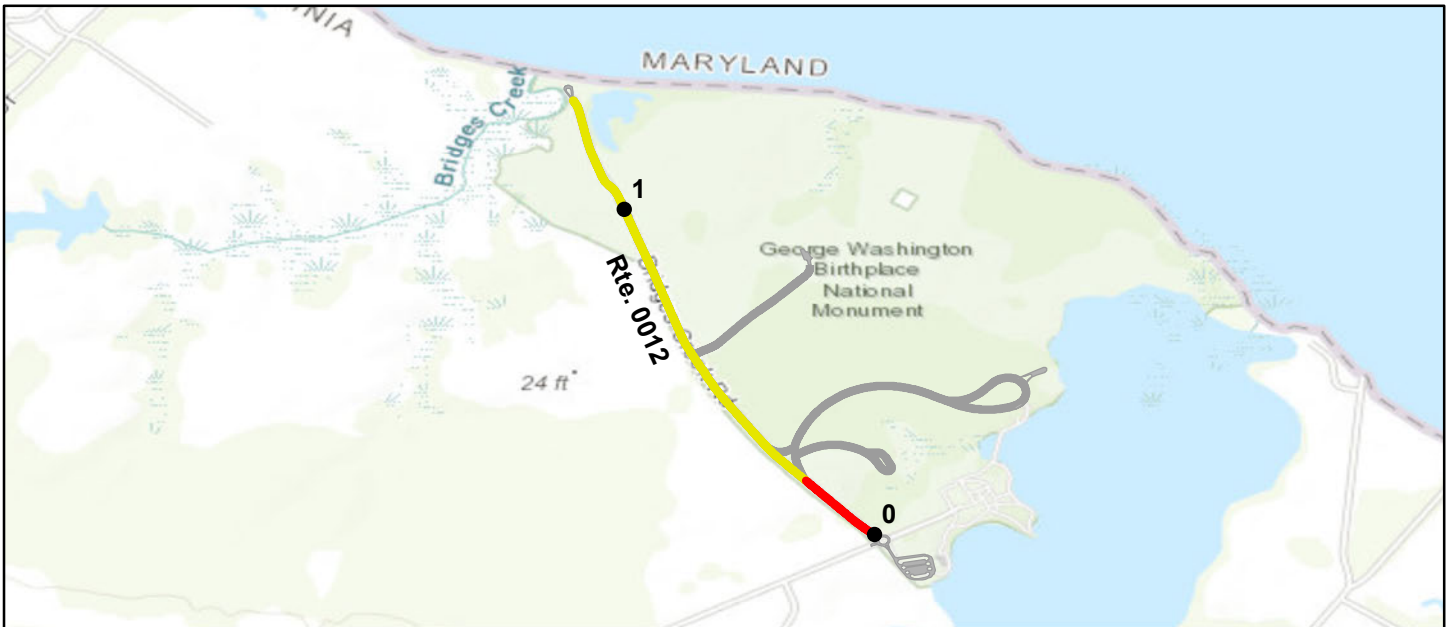 MARYLAND
Bridges Creek
1
George Washington
Birthplace
National
Monument
Rte. 0012
24 ft
0